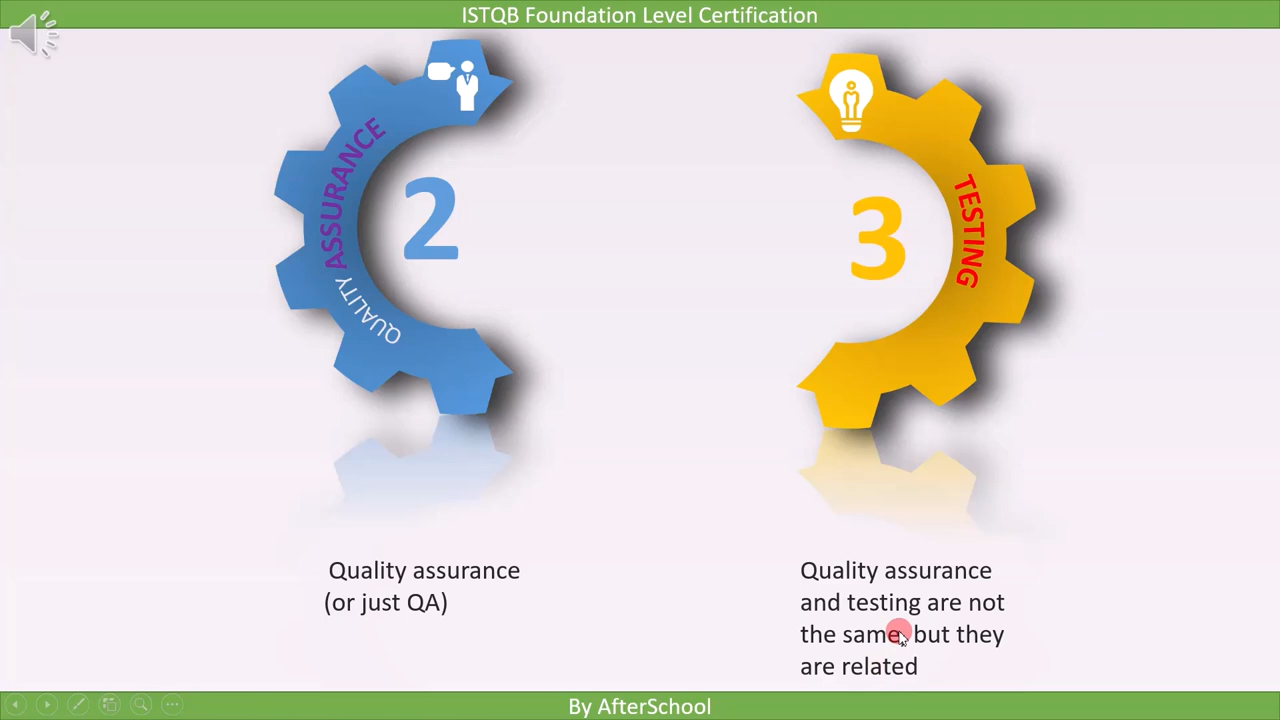 ISTQB Foundation Level Certification
QUALITY ASSURANCE
2
3
TESTING
Quality assurance
(or just QA)
Quality assurance
and testing are not
the same, but they
are related
By AfterSchool